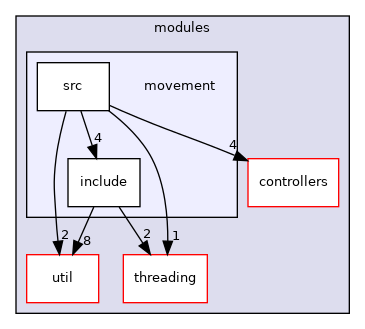 modules
src
movement
4
4
include
controllers
2
8
2
1
util
threading